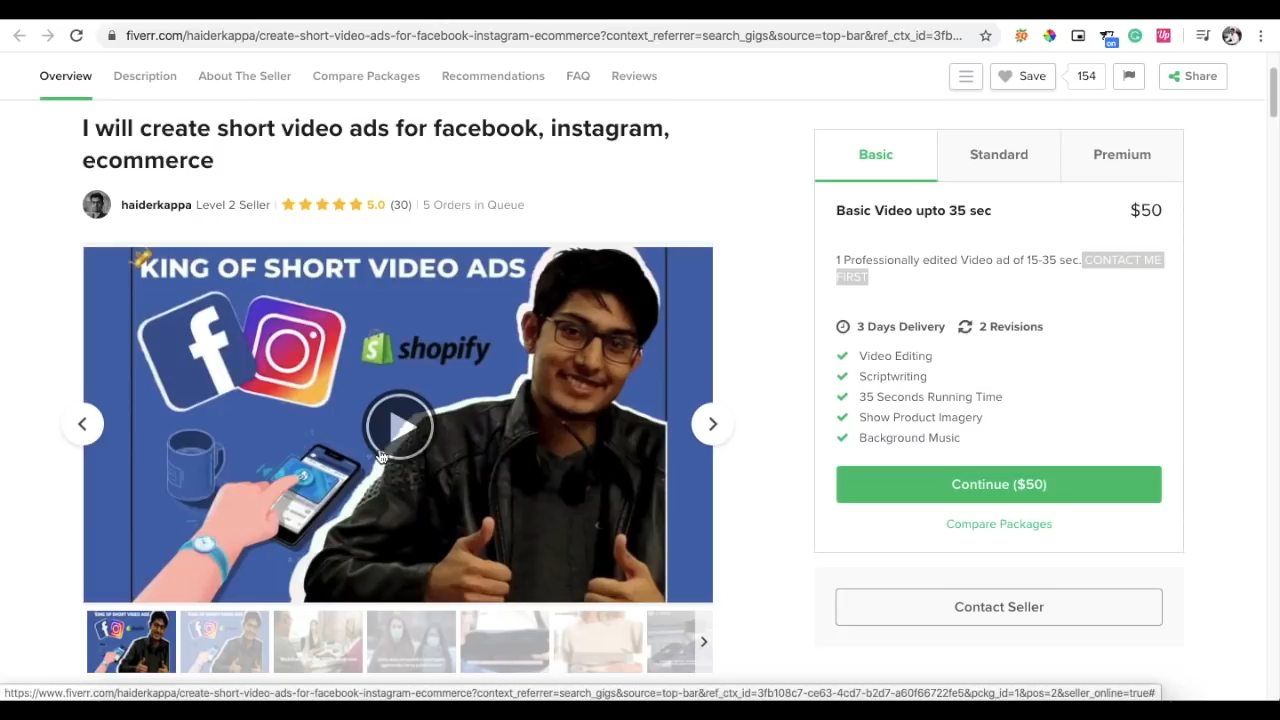 fiverr.com/haiderkappa/create-short-video-ads-for-facebook-instagram-ecommerce?context_referrer=search_gigs&source=top-bar&ref_ctx_id=3fb...
on
Up
Overview
Description
About The Seller
Compare Packages
Recommendations
FAQ
Reviews
Save
154
Share
I will create short video ads for facebook, instagram,
ecommerce
haiderkappa Level 2 Seller 5.0 (30) 5 Orders in Queue
KING OF SHORT VIDEO ADS
shopify
Basic
Standard
Premium
Basic Video upto 35 sec $50
1 Professionally edited Video ad of 15-35 sec. CONTACT ME
FIRST
3 Days Delivery 2 Revisions
Video Editing
Scriptwriting
35 Seconds Running Time
Show Product Imagery
Background Music
Continue ($50)
Compare Packages
Contact Seller
https://www.fiverr.com/haiderkappa/create-short-video-ads-for-facebook-instagram-ecommerce?context_referrer=search_gigs&source=top-bar&ref_ctx_id=3fb108c7-ce63-4cd7-b2d7-a60f66722fe5&pckg_id=1&pos=2&seller_online=true#